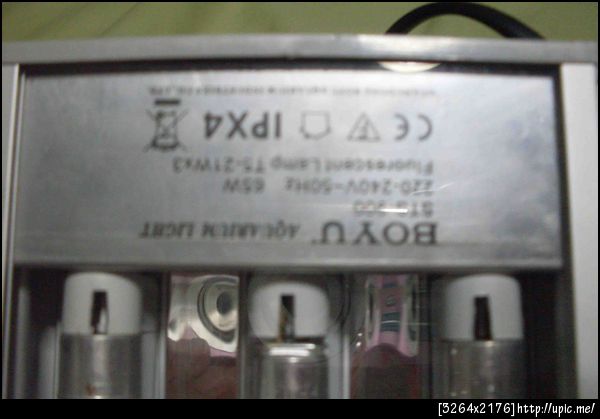 BOYU AQUARIUM LIGHT
220-240V~50Hz 65W
Fluorescent Lamp T5-21Wx3
CE IPX4
[3264x2176]http://upic.me/